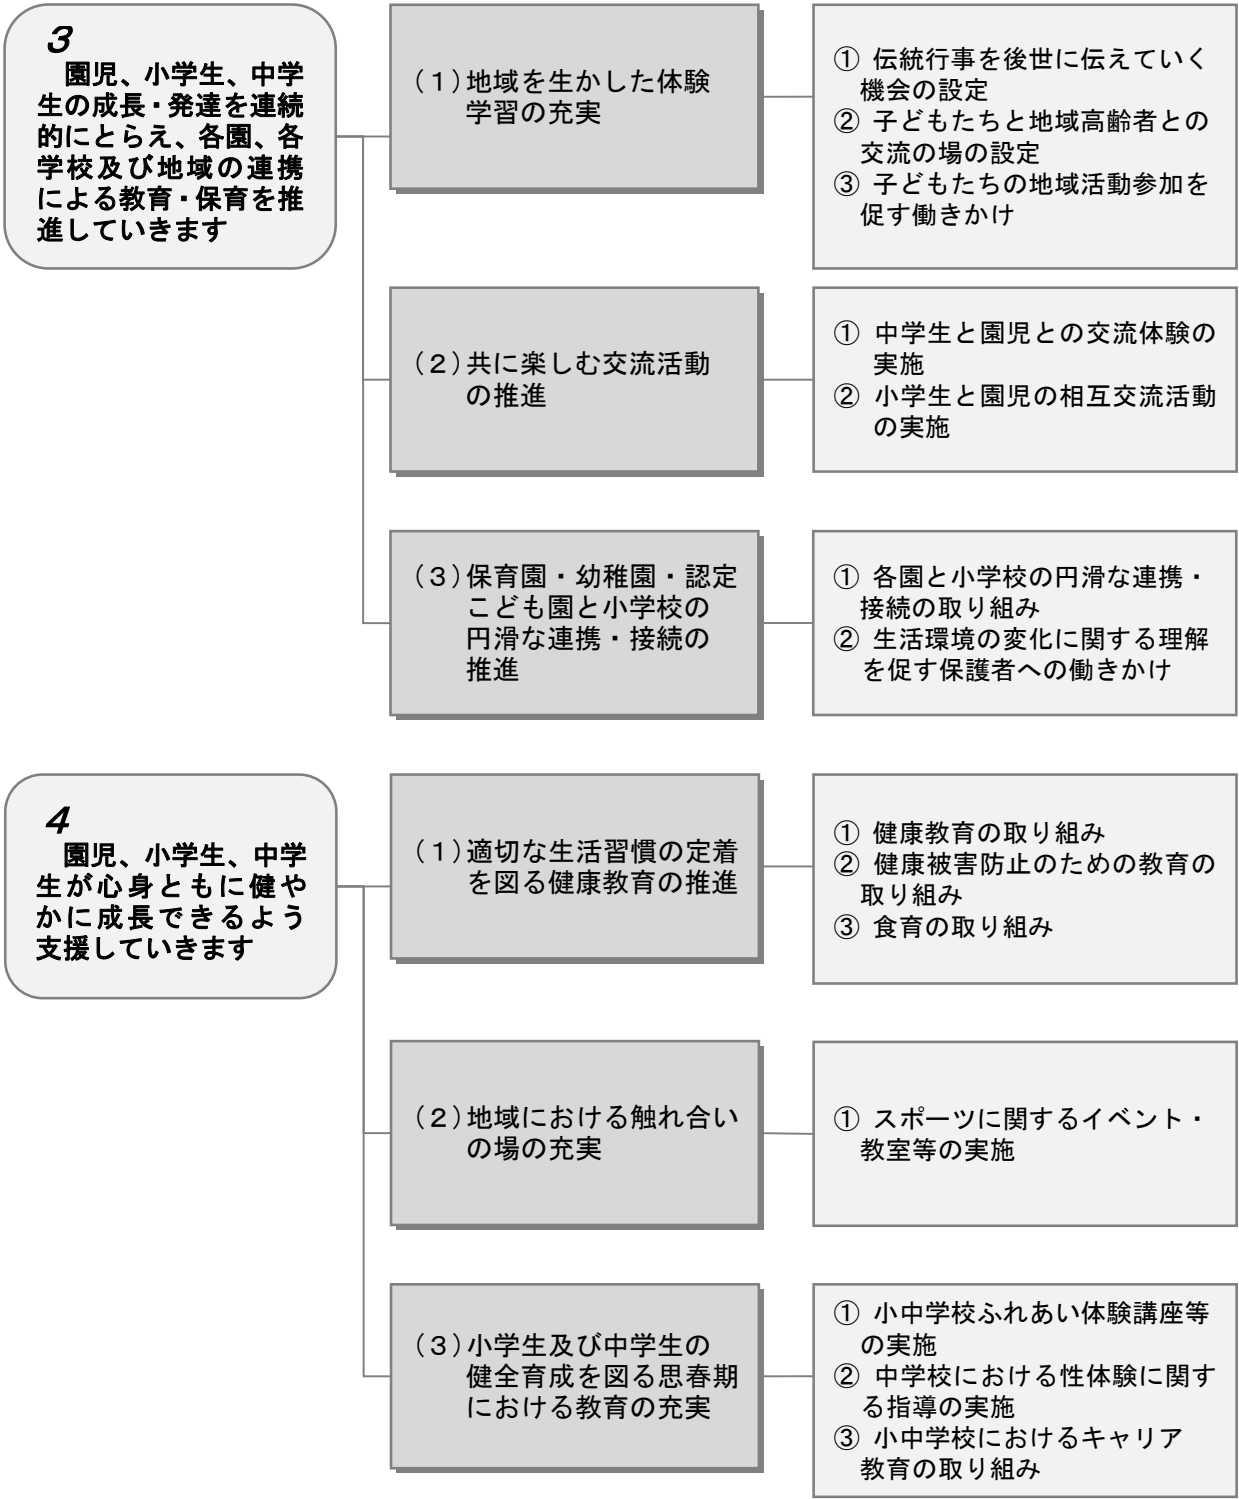 3
園児、小学生、中学
生の成長・発達を連続
的にとらえ、各園、各
学校及び地域の連携
による教育・保育を推
進していきます
（１）地域を生かした体験
学習の充実
① 伝統行事を後世に伝えていく
機会の設定
② 子どもたちと地域高齢者との
交流の場の設定
③ 子どもたちの地域活動参加を
促す働きかけ
（２）共に楽しむ交流活動
の推進
① 中学生と園児との交流体験の
実施
② 小学生と園児の相互交流活動
の実施
（３）保育園・幼稚園・認定
こども園と小学校の
円滑な連携・接続の
推進
① 各園と小学校の円滑な連携・
接続の取り組み
② 生活環境の変化に関する理解
を促す保護者への働きかけ
4
園児、小学生、中学
生が心身ともに健や
かに成長できるよう
支援していきます
（１）適切な生活習慣の定着
を図る健康教育の推進
① 健康教育の取り組み
② 健康被害防止のための教育の
取り組み
③ 食育の取り組み
（２）地域における触れ合い
の場の充実
① スポーツに関するイベント・
教室等の実施
（３）小学生及び中学生の
健全育成を図る思春期
における教育の充実
① 小中学校ふれあい体験講座等
の実施
② 中学校における性体験に関す
る指導の実施
③ 小中学校におけるキャリア
教育の取り組み